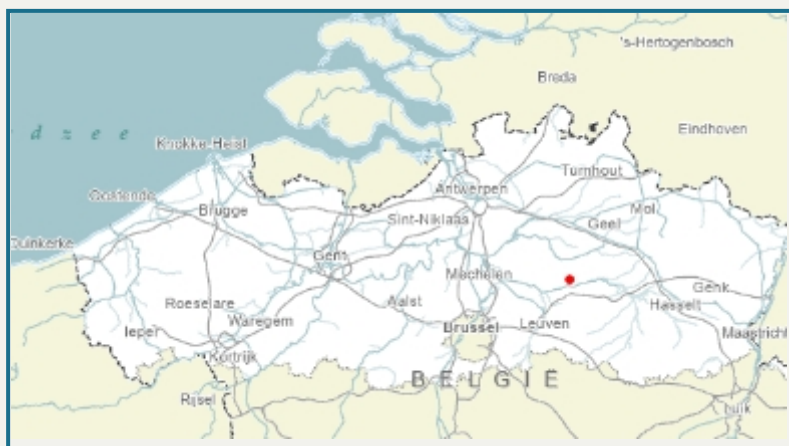 's-Hertogenbosch
Breda
Eindhoven
dzee
Knokke-Heist
Turnhout
Antwerpen
Oostende
Brugge
Sint-Niklaas
Mol
Geel
Duinkerke
Gent
Mechelen
Genk
Roeselare
Aalst
Hasselt
Ieper
Waregem
Brussel
Leuven
Maastricht
Kortrijk
BELGIË
Rijsel
Luik